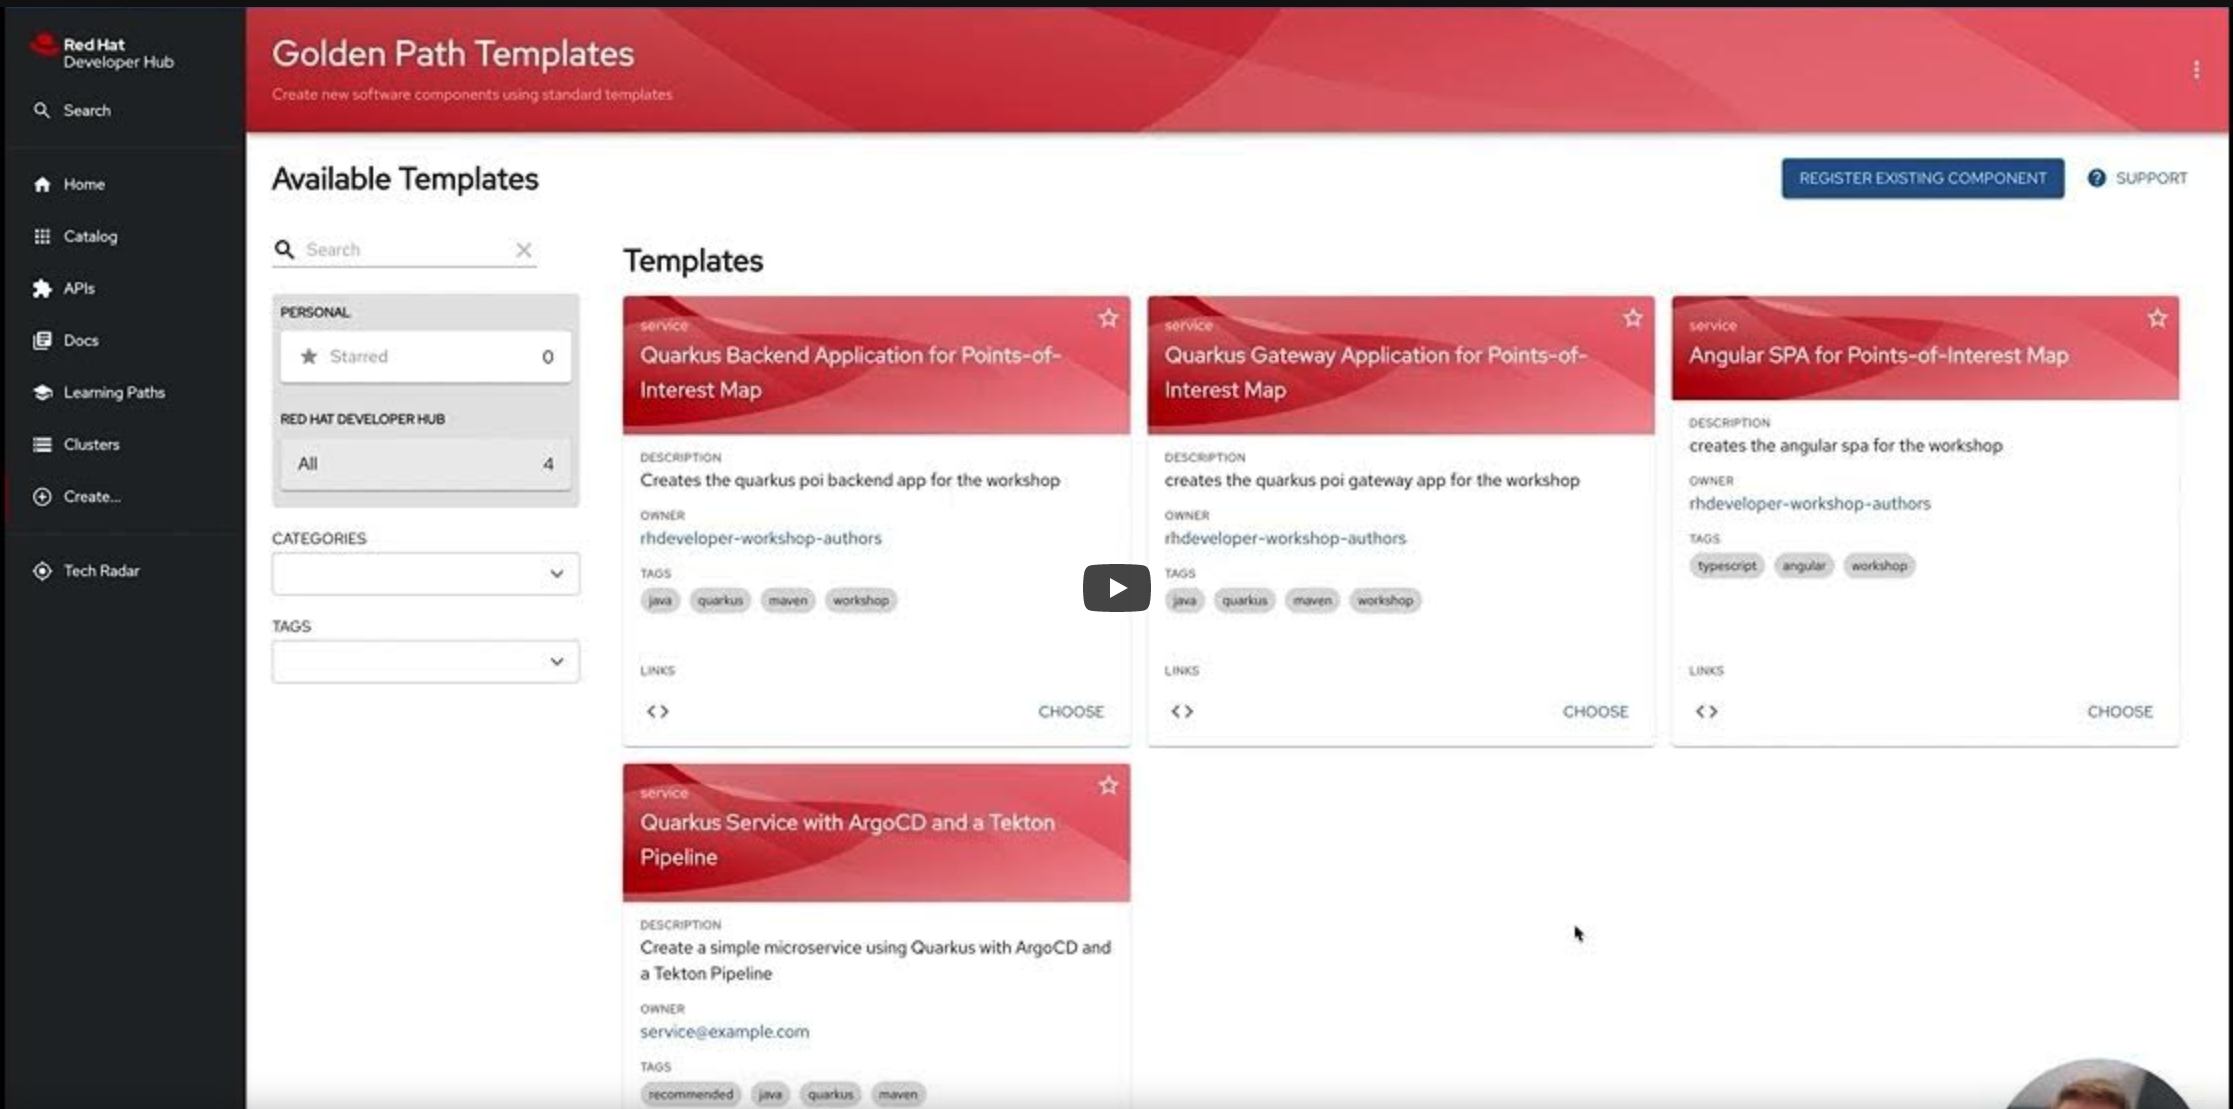 Red Hat
Developer Hub
Search
Home
Catalog
APIs
Docs
Learning Paths
Clusters
Create...
Tech Radar
Golden Path Templates
Create new software components using standard templates
Available Templates
REGISTER EXISTING COMPONENT
SUPPORT
Search
PERSONAL
Starred 0
RED HAT DEVELOPER HUB
All 4
CATEGORIES
TAGS
Templates
service
Quarkus Backend Application for Points-of-
Interest Map
DESCRIPTION
Creates the quarkus poi backend app for the workshop
OWNER
rhdeveloper-workshop-authors
TAGS
java quarkus maven workshop
LINKS
CHOOSE
service
Quarkus Gateway Application for Points-of-
Interest Map
DESCRIPTION
creates the quarkus poi gateway app for the workshop
OWNER
rhdeveloper-workshop-authors
TAGS
java quarkus maven workshop
LINKS
CHOOSE
service
Angular SPA for Points-of-Interest Map
DESCRIPTION
creates the angular spa for the workshop
OWNER
rhdeveloper-workshop-authors
TAGS
typescript angular workshop
LINKS
CHOOSE
service
Quarkus Service with ArgoCD and a Tekton
Pipeline
DESCRIPTION
Create a simple microservice using Quarkus with ArgoCD and
a Tekton Pipeline
OWNER
service@example.com
TAGS
recommended java quarkus maven